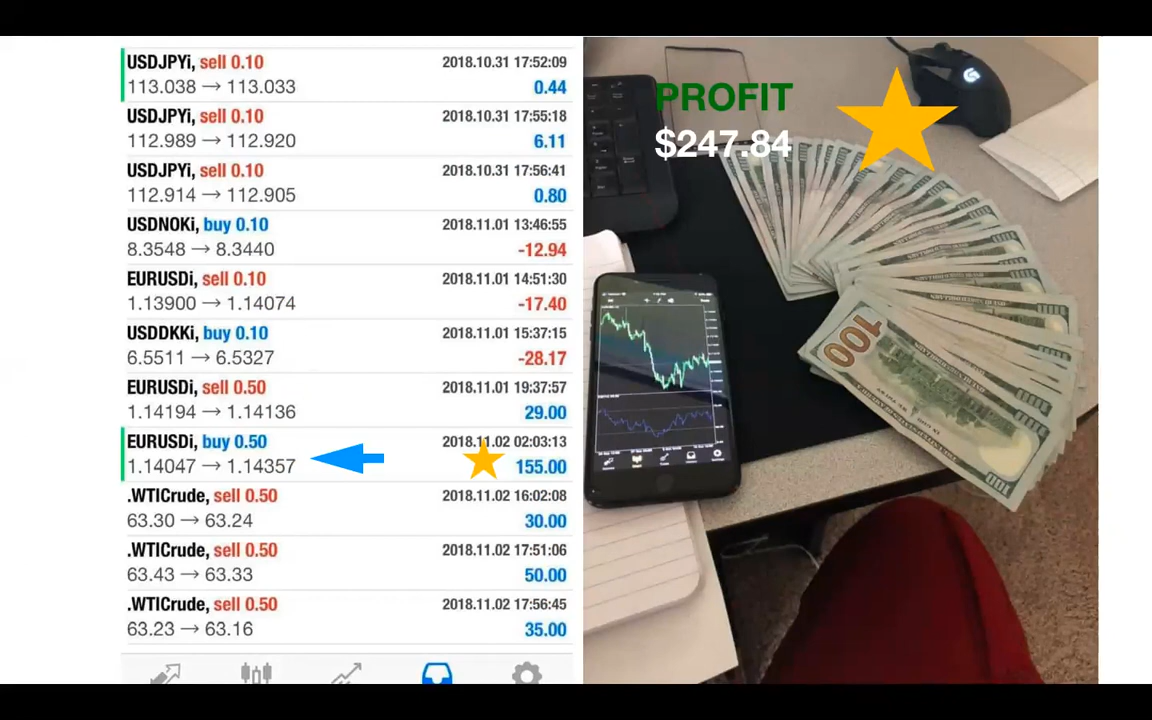 USDJPYi, sell 0.10 2018.10.31 17:52:09
113.038 → 113.033 0.44
USDJPYi, sell 0.10 2018.10.31 17:55:18
112.989 → 112.920 6.11
USDJPYi, sell 0.10 2018.10.31 17:56:41
112.914 → 112.905 0.80
USDNOKi, buy 0.10 2018.11.01 13:46:55
8.3548 → 8.3440 -12.94
EURUSDi, sell 0.10 2018.11.01 14:51:30
1.13900 → 1.14074 -17.40
USDDKKi, buy 0.10 2018.11.01 15:37:15
6.5511 → 6.5327 -28.17
EURUSDi, sell 0.50 2018.11.01 19:37:57
1.14194 → 1.14136 29.00
EURUSDi, buy 0.50 2018.11.02 02:03:13
1.14047 → 1.14357 155.00
.WTICrude, sell 0.50 2018.11.02 16:02:08
63.30 → 63.24 30.00
.WTICrude, sell 0.50 2018.11.02 17:51:06
63.43 → 63.33 50.00
.WTICrude, sell 0.50 2018.11.02 17:56:45
63.23 → 63.16 35.00
PROFIT
$247.84
100
100